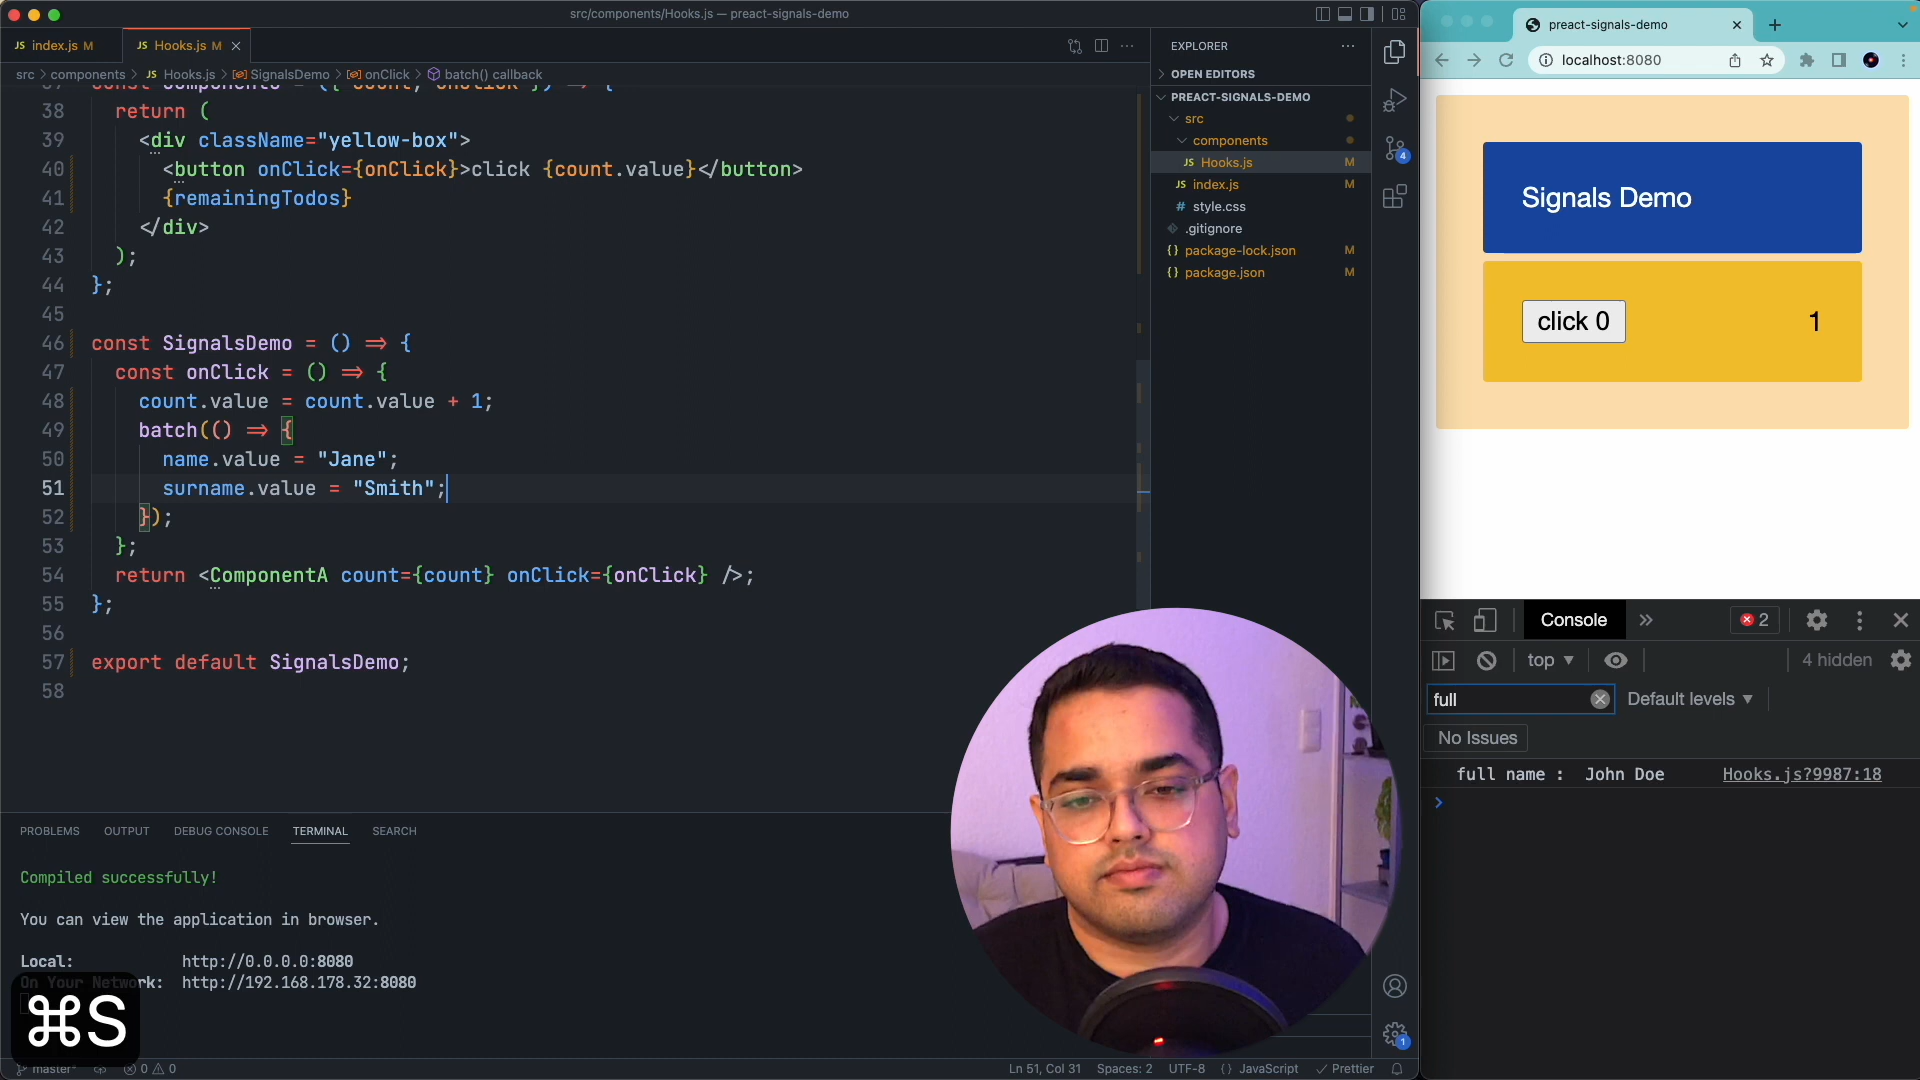 src/components/Hooks.js — preact-signals-demo
JS index.js M
JS Hooks.js M
src > components > JS Hooks.js > SignalsDemo > onClick > batch() callback
38 return (
39 <div className="yellow-box">
40 <button onClick={onClick}>click {count.value}</button>
41 {remainingTodos}
42 </div>
43 );
44 };
45
46 const SignalsDemo = () => {
47 const onClick = () => {
48 count.value = count.value + 1;
49 batch(() => {
50 name.value = "Jane";
51 surname.value = "Smith";
52 });
53 };
54 return <ComponentA count={count} onClick={onClick} />;
55 };
56
57 export default SignalsDemo;
58
PROBLEMS OUTPUT DEBUG CONSOLE TERMINAL SEARCH
Compiled successfully!
You can view the application in browser.
Local: http://0.0.0.0:8080
On Your Network: http://192.168.178.32:8080
⌘S
master* 0 0
Ln 51, Col 31 Spaces: 2 UTF-8 {} JavaScript Prettier
EXPLORER
OPEN EDITORS
PREACT-SIGNALS-DEMO
src
components
JS Hooks.js M
JS index.js M
# style.css
.gitignore
{} package-lock.json M
{} package.json M
4
1
preact-signals-demo
localhost:8080
Signals Demo
click 0
1
Console
2
top
4 hidden
full
Default levels
No Issues
full name : John Doe Hooks.js?9987:18